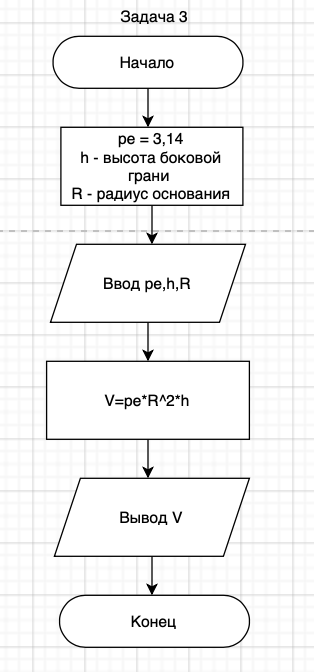 Задача 3
Начало
pe = 3,14
h - высота боковой
грани
R - радиус основания
Ввод pe,h,R
V=pe*R^2*h
Вывод V
Конец